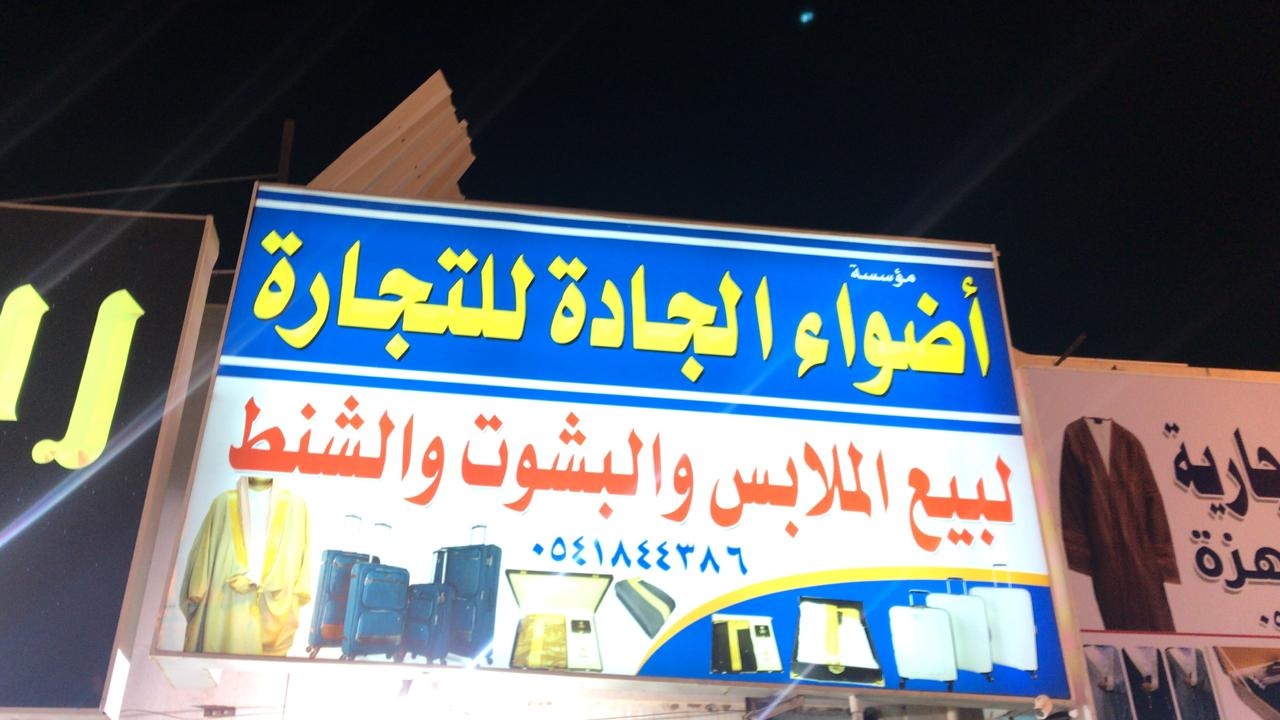 مؤسسة
أضواء الجادة للتجارة
لبيع الملابس والبشوت والشنط
٠٥٤١٨٤٤٣٨٦